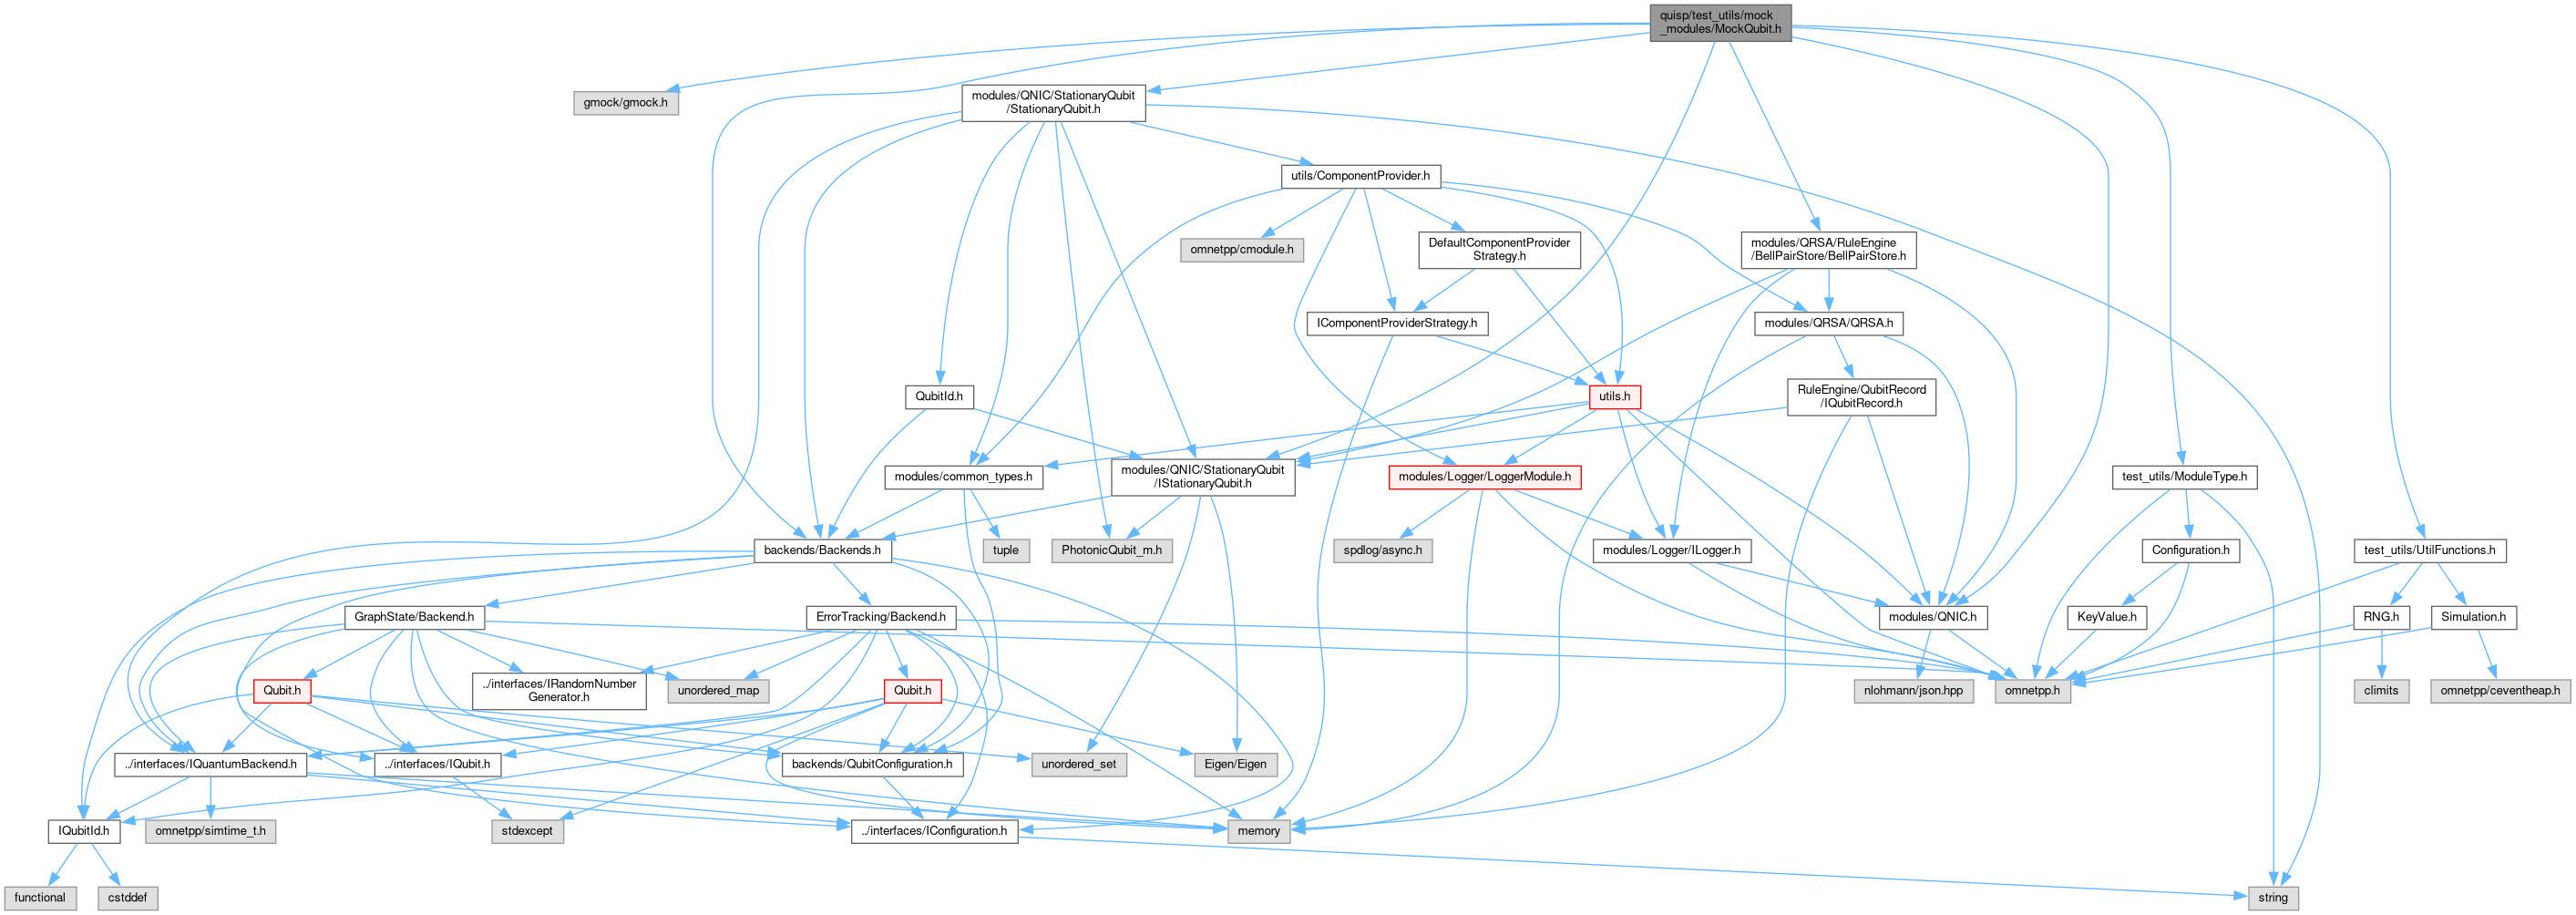 quisp/test_utils/mock
_modules/MockQubit.h
gmock/gmock.h
modules/QNIC/StationaryQubit
/StationaryQubit.h
utils/ComponentProvider.h
omnetpp/cmodule.h
DefaultComponentProvider
Strategy.h
modules/QRSA/RuleEngine
/BellPairStore/BellPairStore.h
IComponentProviderStrategy.h
modules/QRSA/QRSA.h
QubitId.h
utils.h
RuleEngine/QubitRecord
/IQubitRecord.h
modules/common_types.h
modules/QNIC/StationaryQubit
/IStationaryQubit.h
modules/Logger/LoggerModule.h
test_utils/ModuleType.h
backends/Backends.h
tuple
PhotonicQubit_m.h
spdlog/async.h
modules/Logger/ILogger.h
Configuration.h
test_utils/UtilFunctions.h
GraphState/Backend.h
ErrorTracking/Backend.h
modules/QNIC.h
KeyValue.h
RNG.h
Simulation.h
Qubit.h
../interfaces/IRandomNumber
Generator.h
unordered_map
Qubit.h
nlohmann/json.hpp
omnetpp.h
climits
omnetpp/ceventheap.h
../interfaces/IQuantumBackend.h
../interfaces/IQubit.h
backends/QubitConfiguration.h
unordered_set
Eigen/Eigen
IQubitId.h
omnetpp/simtime_t.h
stdexcept
../interfaces/IConfiguration.h
memory
functional
cstddef
string